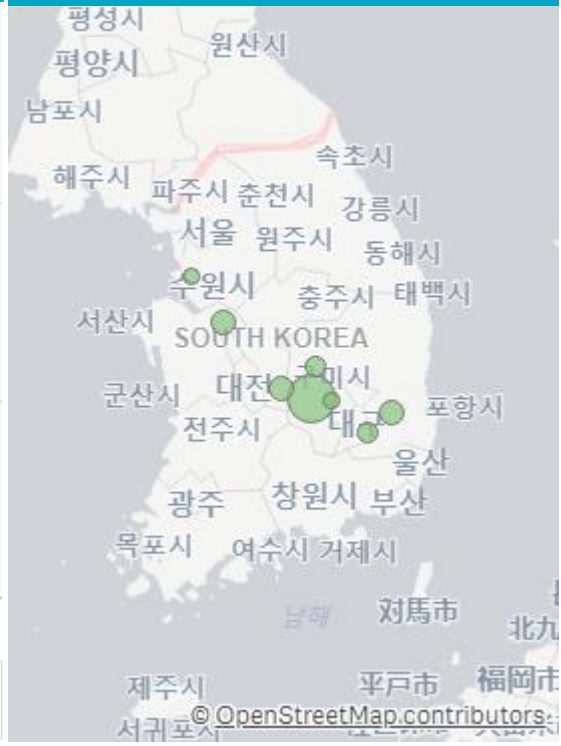 평성시
원산시
평양시
남포시
속초시
해주시
파주시
춘천시
강릉시
서울
원주시
동해시
수원시
충주시
태백시
서산시
SOUTH KOREA
구미시
대전
군산시
포항시
대구
전주시
울산
광주
창원시
부산
목포시
여수시
거제시
남해
対馬市
北九
제주시
平戸市
福岡市
서귀포시
© OpenStreetMap contributors.